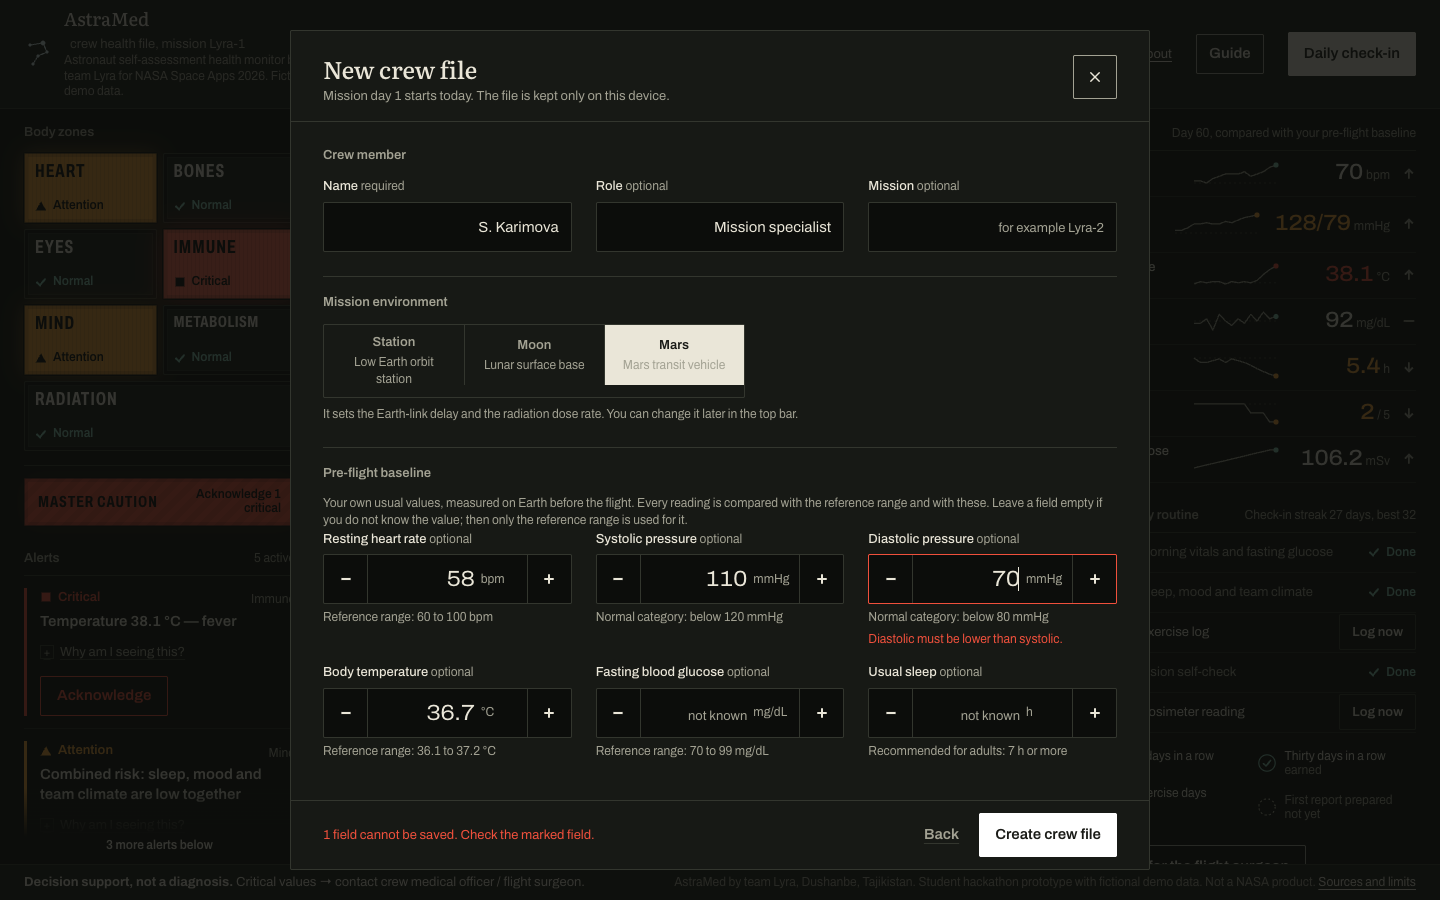 AstraMed
crew health file, mission Lyra-1
Astronaut self-assessment health monitor
team Lyra for NASA Space Apps 2026.
demo data.
Guide
Daily check-in
New crew file
Mission day 1 starts today. The file is kept only on this device.
Body zones
Day 60, compared with your pre-flight baseline
HEART
Attention
BONES
Normal
EYES
Normal
IMMUNE
Critical
MIND
Attention
METABOLISM
Normal
RADIATION
Normal
MASTER CAUTION
Acknowledge 1
critical
Alerts
5 active
Critical
Immune
Temperature 38.1 °C — fever
Why am I seeing this?
Acknowledge
Attention
Mind
Combined risk: sleep, mood and
team climate are low together
Why am I seeing this?
3 more alerts below
Crew member
Name required
S. Karimova
Role optional
Mission specialist
Mission optional
for example Lyra-2
Mission environment
Station
Low Earth orbit
station
Moon
Lunar surface base
Mars
Mars transit vehicle
It sets the Earth-link delay and the radiation dose rate. You can change it later in the top bar.
Pre-flight baseline
Your own usual values, measured on Earth before the flight. Every reading is compared with the reference range and with these. Leave a field empty if
you do not know the value; then only the reference range is used for it.
Resting heart rate optional
− 58 bpm +
Reference range: 60 to 100 bpm
Systolic pressure optional
− 110 mmHg +
Normal category: below 120 mmHg
Diastolic pressure optional
− 70 mmHg +
Normal category: below 80 mmHg
Diastolic must be lower than systolic.
Body temperature optional
− 36.7 °C +
Reference range: 36.1 to 37.2 °C
Fasting blood glucose optional
− not known mg/dL +
Reference range: 70 to 99 mg/dL
Usual sleep optional
− not known h +
Recommended for adults: 7 h or more
1 field cannot be saved. Check the marked field.
Back
Create crew file
70 bpm
128/79 mmHg
38.1 °C
92 mg/dL
5.4 h
2 / 5
106.2 mSv
routine
Check-in streak 27 days, best 32
vitals and fasting glucose
Done
mood and team climate
Done
log
Log now
self-check
Done
reading
Log now
days in a row
Thirty days in a row
earned
days
First report prepared
not yet
Decision support, not a diagnosis. Critical values → contact crew medical officer / flight surgeon.
AstraMed by team Lyra, Dushanbe, Tajikistan. Student hackathon prototype with fictional demo data. Not a NASA product. Sources and limits